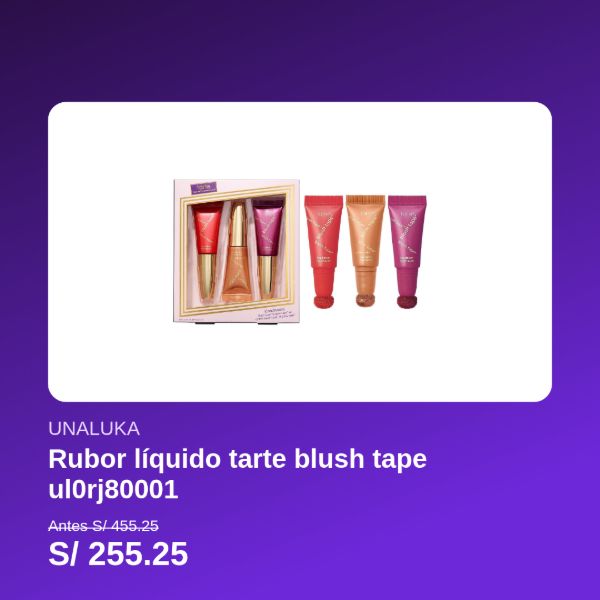 UNALUKA
Rubor líquido tarte blush tape
ul0rj80001
Antes S/ 455.25
S/ 255.25